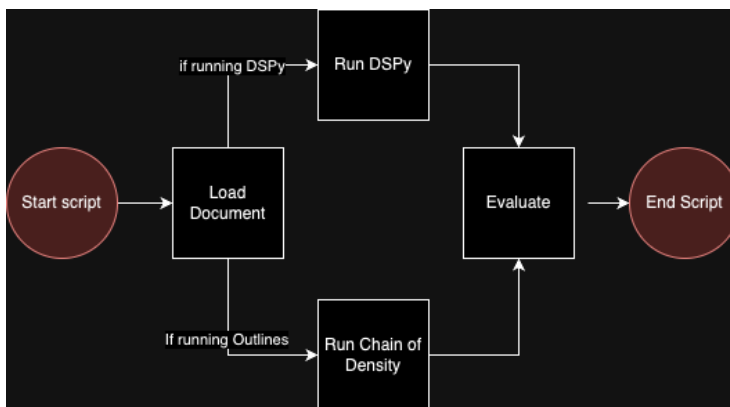 if running DSPy
Run DSPy
Start script
Load
Document
Evaluate
End Script
If running Outlines
Run Chain of
Density